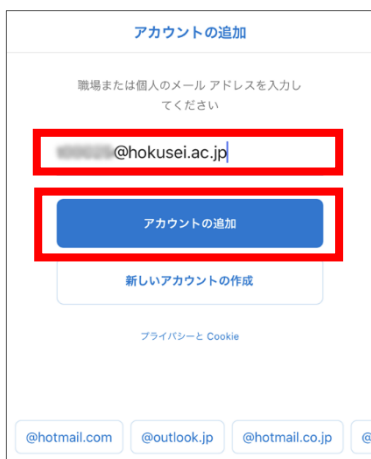 アカウントの追加
職場または個人のメール アドレスを入力し
てください
@hokusei.ac.jp
アカウントの追加
新しいアカウントの作成
プライバシーと Cookie
@hotmail.com @outlook.jp @hotmail.co.jp @